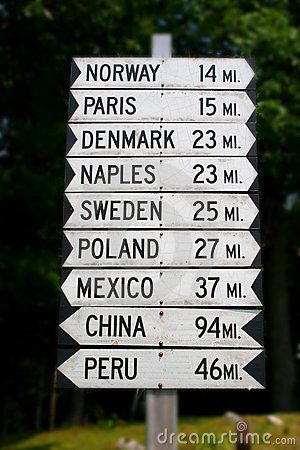 NORWAY 14 MI.
PARIS 15 MI.
DENMARK 23 MI.
NAPLES 23 MI.
SWEDEN 25 MI.
POLAND 27 MI.
MEXICO 37 MI.
CHINA 94 MI.
PERU 46 MI.
dreamstime.com